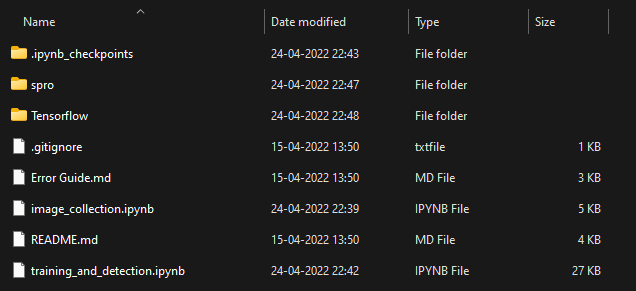 Name Date modified Type Size
.ipynb_checkpoints 24-04-2022 22:43 File folder
spro 24-04-2022 22:47 File folder
Tensorflow 24-04-2022 22:48 File folder
.gitignore 15-04-2022 13:50 txtfile 1 KB
Error Guide.md 15-04-2022 13:50 MD File 3 KB
image_collection.ipynb 24-04-2022 22:39 IPYNB File 5 KB
README.md 15-04-2022 13:50 MD File 4 KB
training_and_detection.ipynb 24-04-2022 22:42 IPYNB File 27 KB